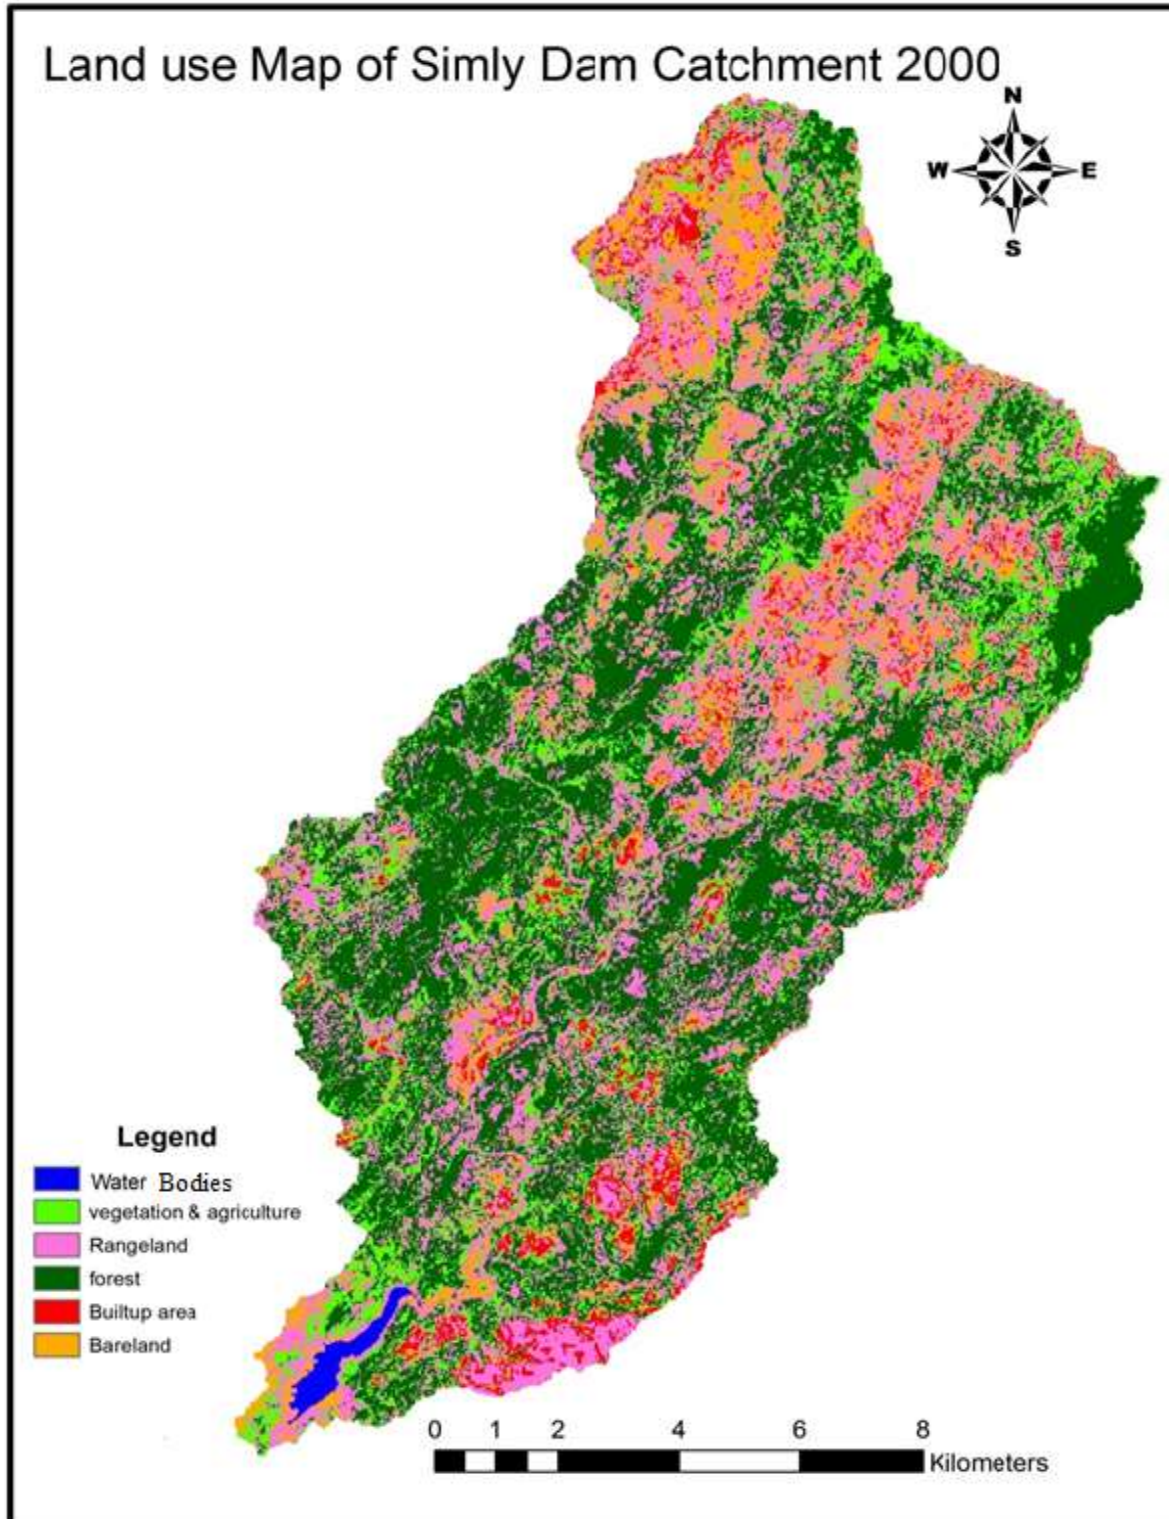 Land use Map of Simly Dam Catchment 2000
N
W E
S
Legend
Water Bodies
vegetation & agriculture
Rangeland
forest
Builtup area
Bareland
0 1 2 4 6 8
Kilometers